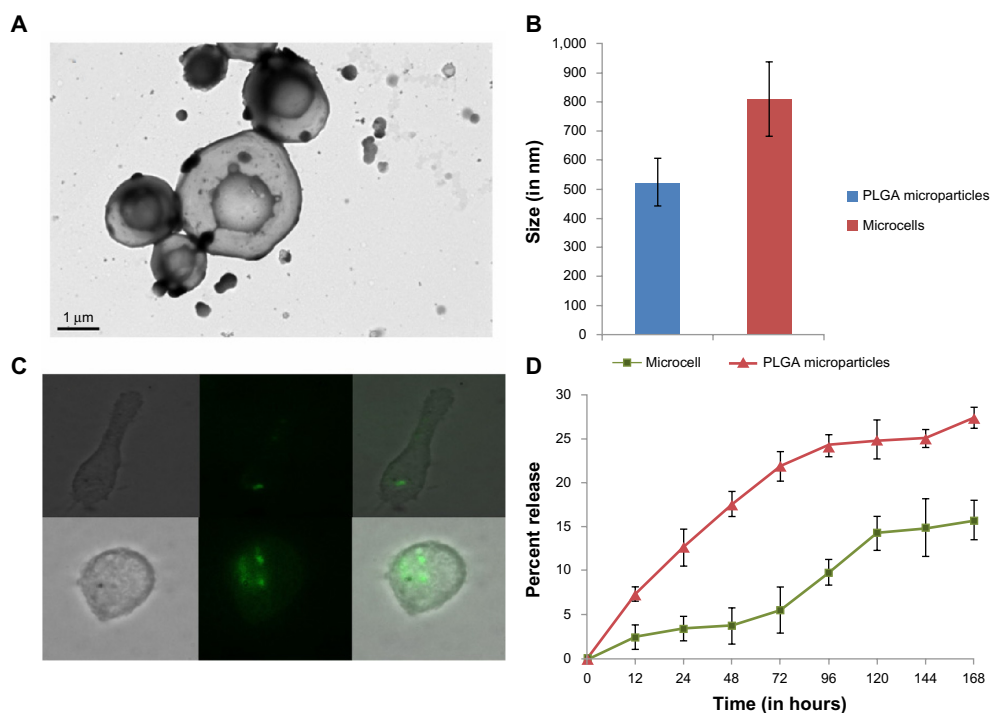 A
1 μm
B
Size (in nm)
1,000
900
800
700
600
500
400
300
200
100
0
PLGA microparticles
Microcells
C
D
Microcell PLGA microparticles
Percent release
30
25
20
15
10
5
0
0 12 24 48 72 96 120 144 168
Time (in hours)